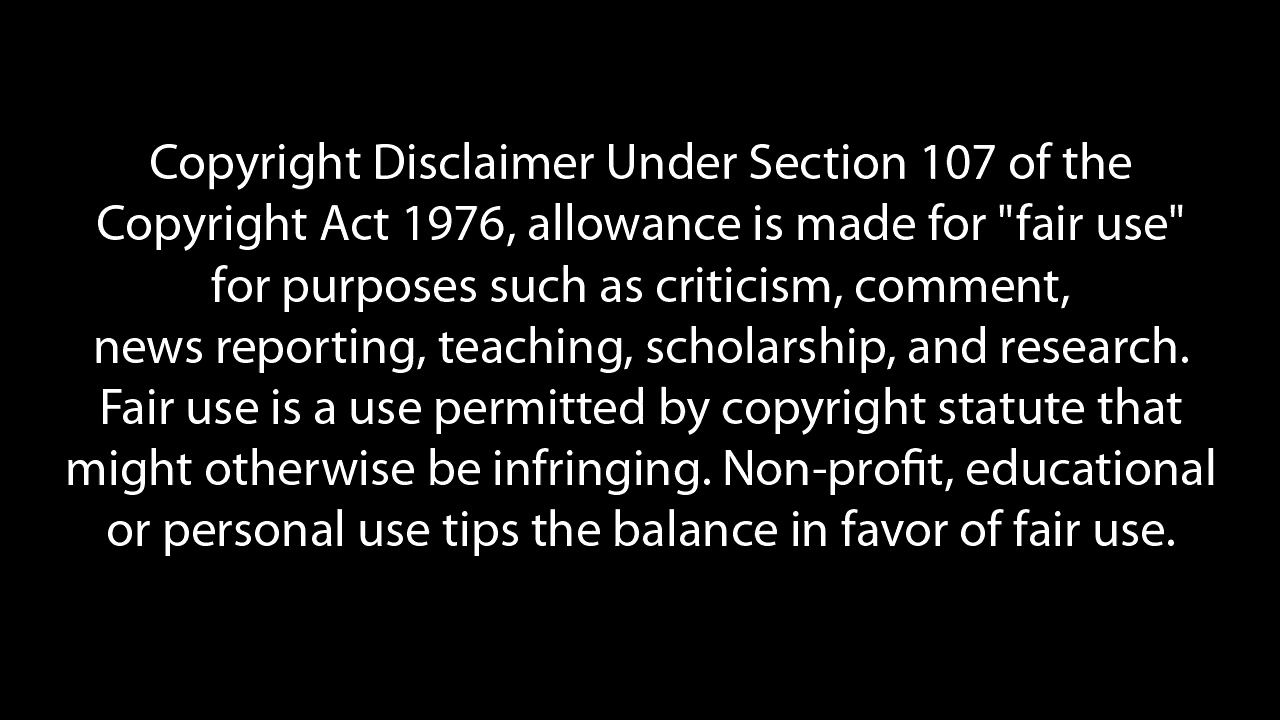 Copyright Disclaimer Under Section 107 of the
Copyright Act 1976, allowance is made for "fair use"
for purposes such as criticism, comment,
news reporting, teaching, scholarship, and research.
Fair use is a use permitted by copyright statute that
might otherwise be infringing. Non-profit, educational
or personal use tips the balance in favor of fair use.